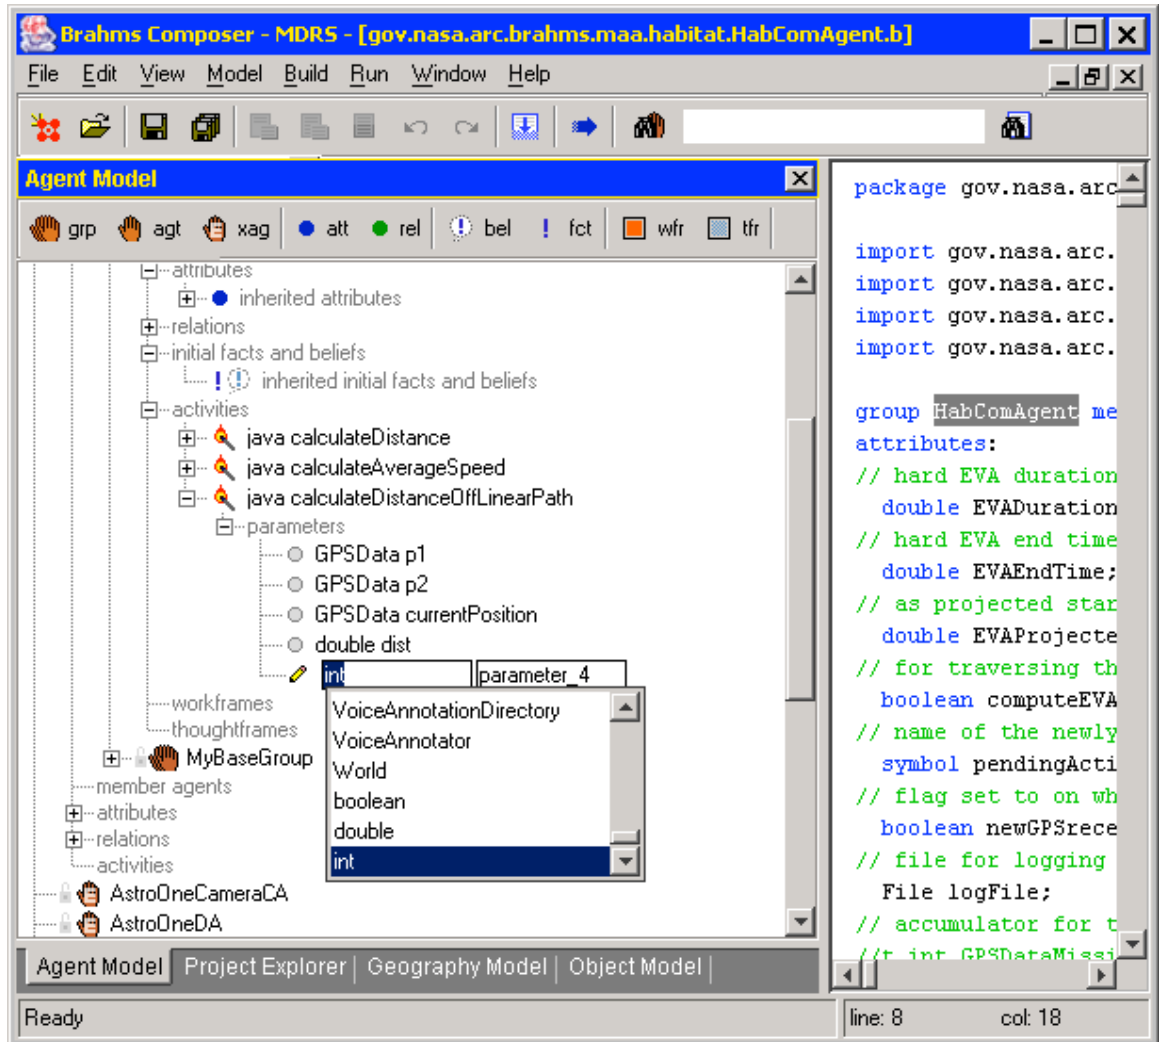 Brahms Composer - MDRS - [gov.nasa.arc.brahms.maa.habitat.HabComAgent.b]
File Edit View Model Build Run Window Help
Agent Model
grp agt xag att rel bel fct wfr tfr
attributes
inherited attributes
relations
initial facts and beliefs
inherited initial facts and beliefs
activities
java calculateDistance
java calculateAverageSpeed
java calculateDistanceOffLinearPath
parameters
GPSData p1
GPSData p2
GPSData currentPosition
double dist
int parameter_4
VoiceAnnotationDirectory
VoiceAnnotator
World
boolean
double
int
workframes
thoughtframes
MyBaseGroup
member agents
attributes
relations
activities
AstroOneCameraCA
AstroOneDA
Agent Model Project Explorer | Geography Model | Object Model |
package gov.nasa.arc
import gov.nasa.arc.
import gov.nasa.arc.
import gov.nasa.arc.
import gov.nasa.arc.
group HabComAgent me
attributes:
// hard EVA duration
double EVADuration
// hard EVA end time
double EVAEndTime;
// as projected star
double EVAProjecte
// for traversing th
boolean computeEVA
// name of the newly
symbol pendingActi
// flag set to on wh
boolean newGPSrece
// file for logging
File logFile;
// accumulator for t
//t int GPSDataMissi
Ready
line: 8 col: 18